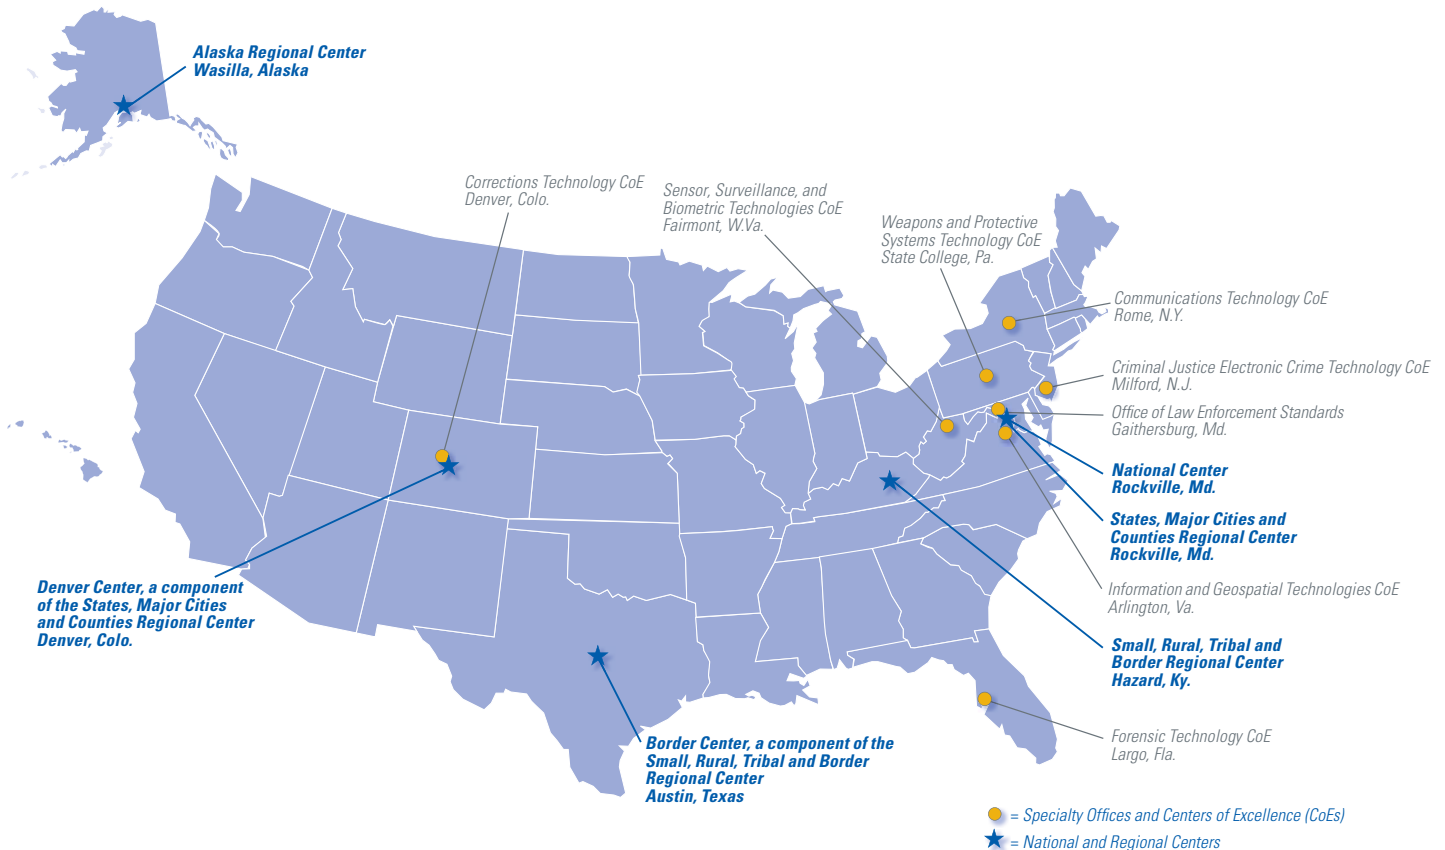 Alaska Regional Center
Wasilla, Alaska
Corrections Technology CoE
Denver, Colo.
Sensor, Surveillance, and
Biometric Technologies CoE
Fairmont, W.Va.
Weapons and Protective
Systems Technology CoE
State College, Pa.
Communications Technology CoE
Rome, N.Y.
Criminal Justice Electronic Crime Technology CoE
Milford, N.J.
Office of Law Enforcement Standards
Gaithersburg, Md.
National Center
Rockville, Md.
States, Major Cities and
Counties Regional Center
Rockville, Md.
Information and Geospatial Technologies CoE
Arlington, Va.
Denver Center, a component
of the States, Major Cities
and Counties Regional Center
Denver, Colo.
Small, Rural, Tribal and
Border Regional Center
Hazard, Ky.
Border Center, a component of the
Small, Rural, Tribal and Border
Regional Center
Austin, Texas
Forensic Technology CoE
Largo, Fla.
= Specialty Offices and Centers of Excellence (CoEs)
= National and Regional Centers